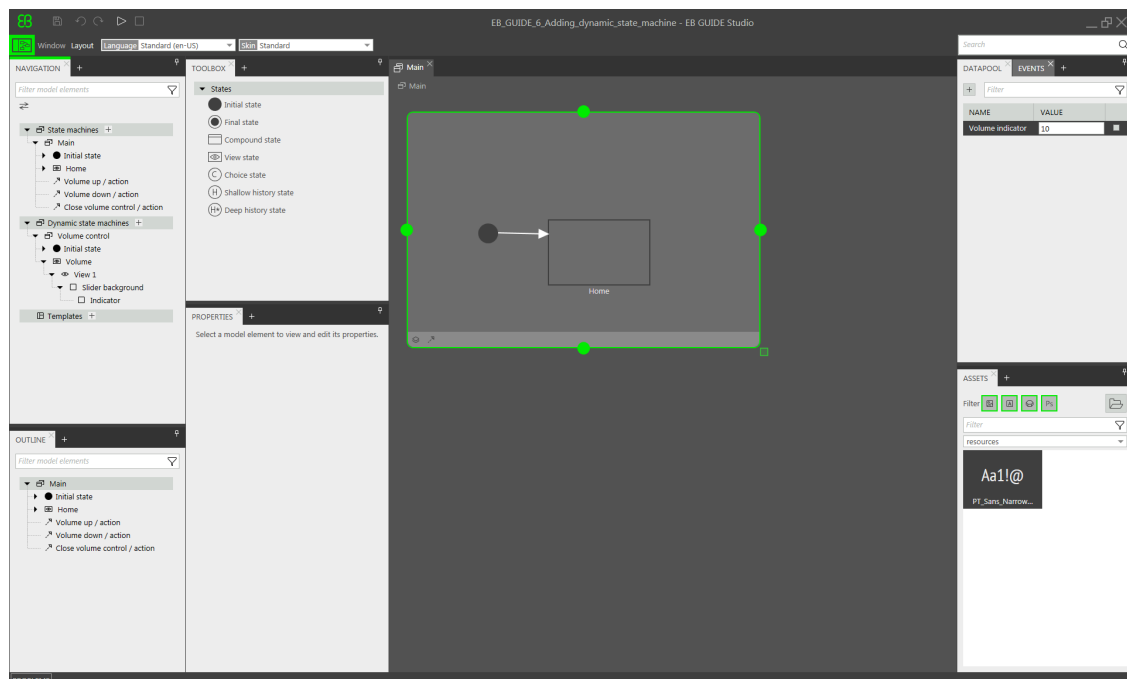 EB
EB_GUIDE_6_Adding_dynamic_state_machine - EB GUIDE Studio
Window Layout Language Standard (en-US) Skin Standard
Search
NAVIGATION
Filter model elements
State machines
Main
Initial state
Home
Volume up / action
Volume down / action
Close volume control / action
Dynamic state machines
Volume control
Initial state
Volume
View 1
Slider background
Indicator
Templates
OUTLINE
Filter model elements
Main
Initial state
Home
Volume up / action
Volume down / action
Close volume control / action
TOOLBOX
States
Initial state
Final state
Compound state
View state
C Choice state
H Shallow history state
H* Deep history state
PROPERTIES
Select a model element to view and edit its properties.
Main
Main
Home
DATAPOOL EVENTS
Filter
NAME VALUE
Volume indicator 10
ASSETS
Filter A Ps
Filter
resources
Aa1!@
PT_Sans_Narrow...